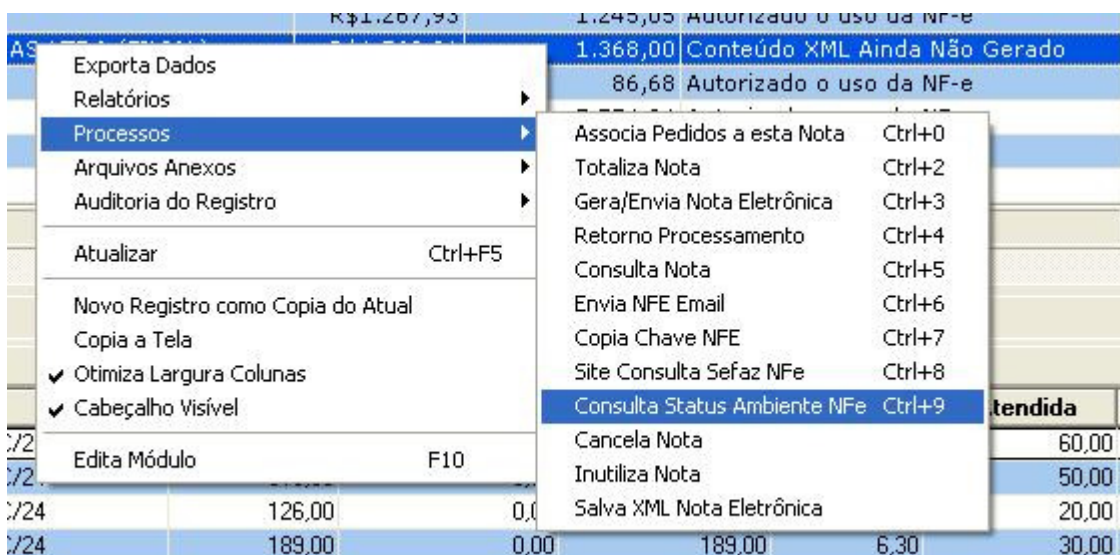 R$1.267,93 1.245,05 Autorizado o uso da NF-e
1.368,00 Conteúdo XML Ainda Não Gerado
86,68 Autorizado o uso da NF-e
Exporta Dados
Relatórios
Processos
Arquivos Anexos
Auditoria do Registro
Atualizar Ctrl+F5
Novo Registro como Copia do Atual
Copia a Tela
Otimiza Largura Colunas
Cabeçalho Visível
Edita Módulo F10
Associa Pedidos a esta Nota Ctrl+0
Totaliza Nota Ctrl+2
Gera/Envia Nota Eletrônica Ctrl+3
Retorno Processamento Ctrl+4
Consulta Nota Ctrl+5
Envia NFE Email Ctrl+6
Copia Chave NFE Ctrl+7
Site Consulta Sefaz NFe Ctrl+8
Consulta Status Ambiente NFe Ctrl+9
Cancela Nota
Inutiliza Nota
Salva XML Nota Eletrônica
tendida
60,00
50,00
/24 126,00 0,0 20,00
/24 189,00 0,00 189,00 6,30 30,00